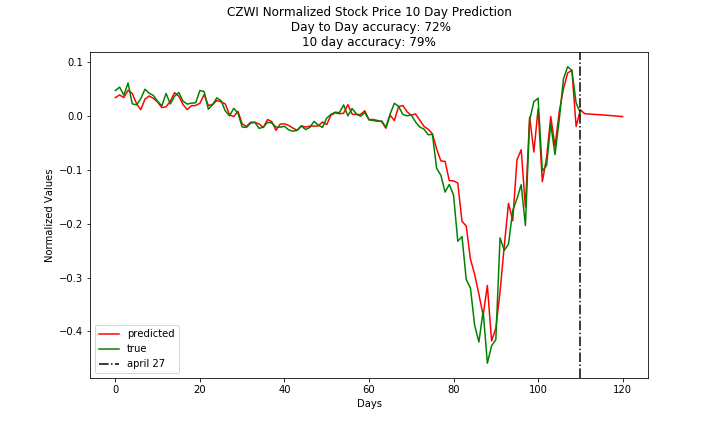 CZWI Normalized Stock Price 10 Day Prediction
Day to Day accuracy: 72%
10 day accuracy: 79%
0.1
0.0
−0.1
−0.2
−0.3
−0.4
Normalized Values
predicted
true
april 27
0
20
40
60
80
100
120
Days